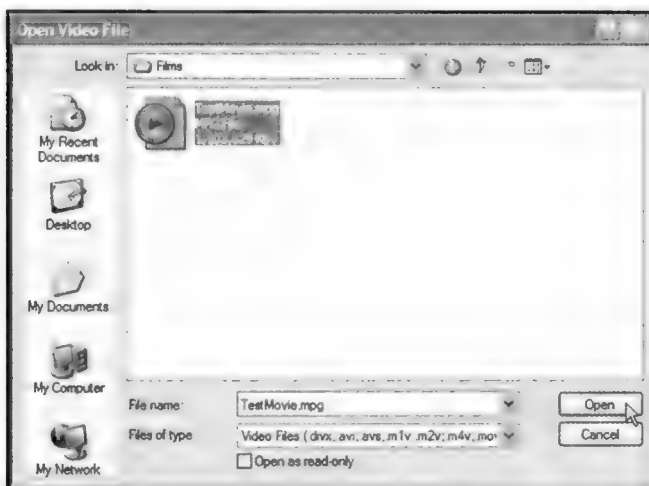 Open Video File
Look in:
Films
My Recent
Documents
Desktop
My Documents
My Computer
My Network
File name:
TestMovie.mpg
Open
Files of type
Video Files (.divx, .avi, .avs, .m1v .m2v; .m4v; .mov
Cancel
Open as read-only